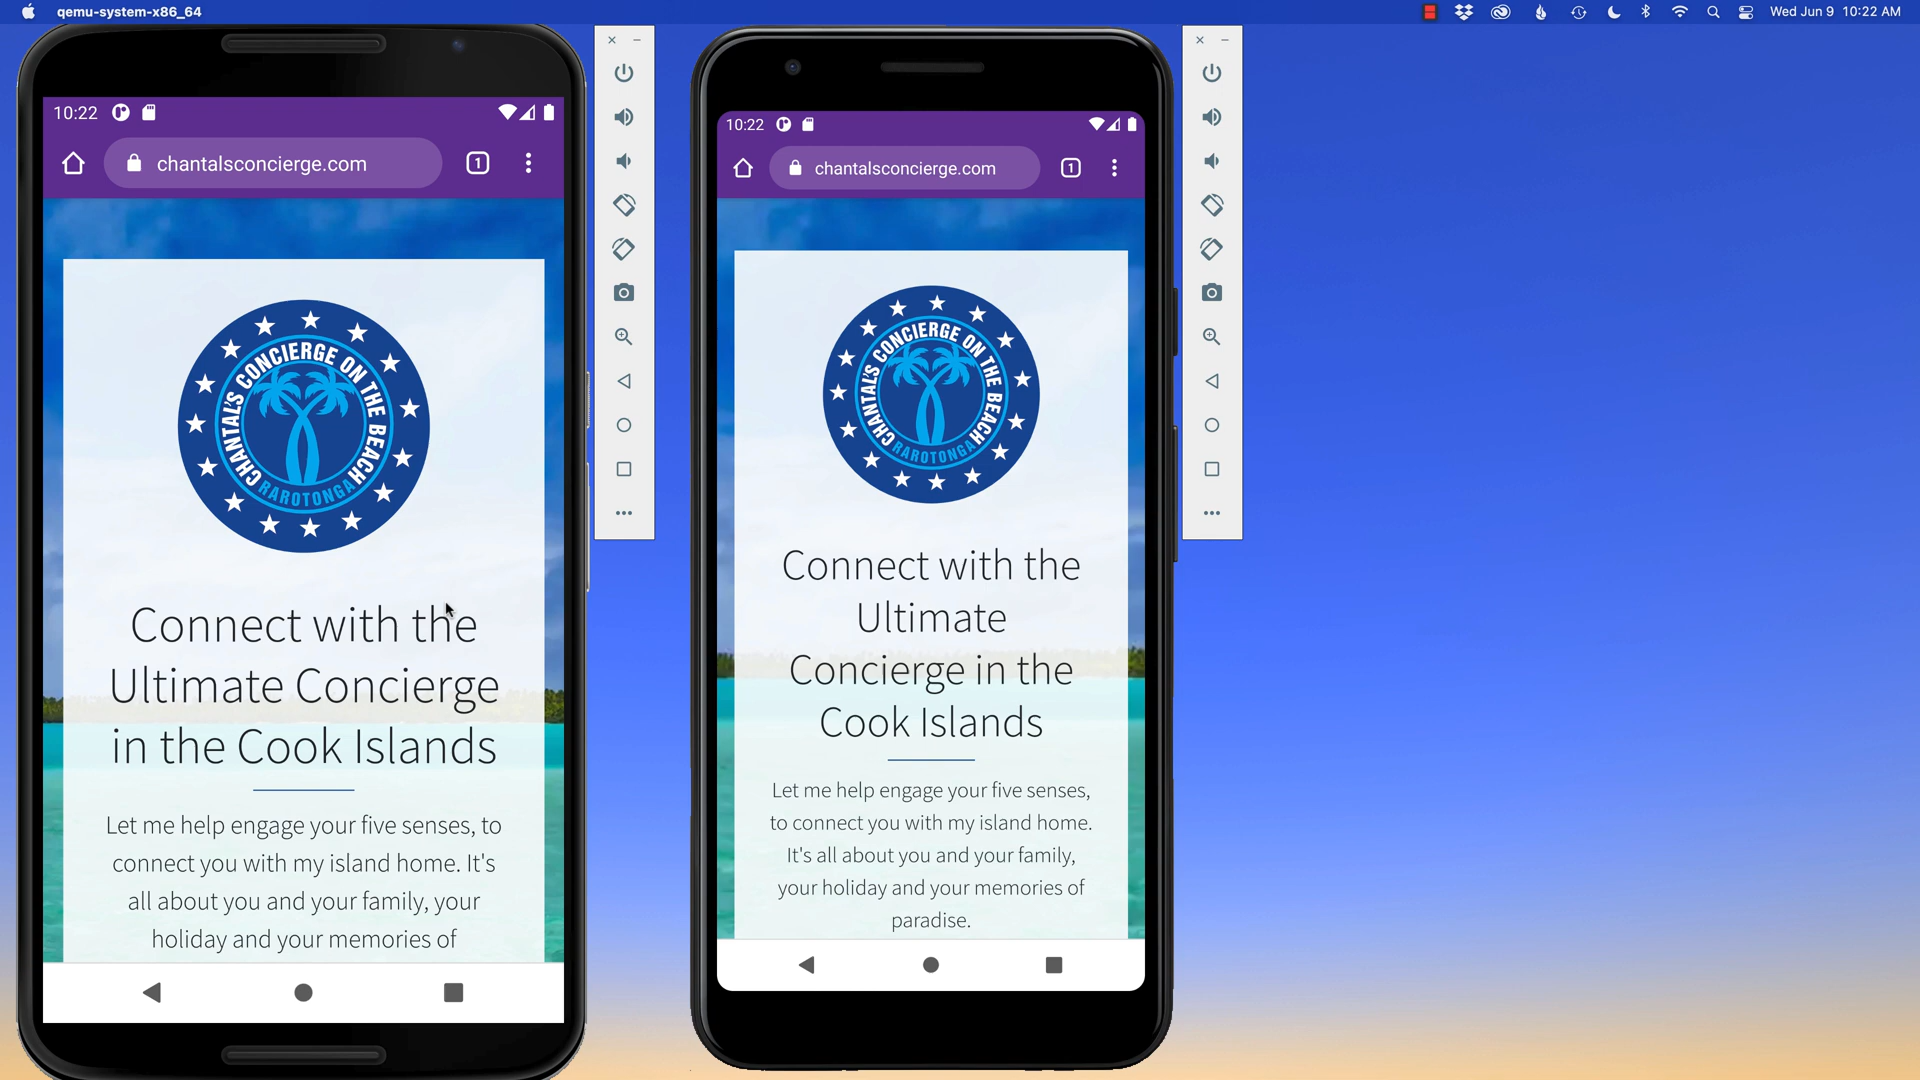 qemu-system-x86_64
Wed Jun 9 10:22 AM
10:22
chantalsconcierge.com
1
CHANTAL'S CONCIERGE ON THE BEACH
RAROTONGA
Connect with the
Ultimate Concierge
in the Cook Islands
Let me help engage your five senses, to
connect you with my island home. It's
all about you and your family, your
holiday and your memories of
10:22
chantalsconcierge.com
1
CHANTAL'S CONCIERGE ON THE BEACH
RAROTONGA
Connect with the
Ultimate
Concierge in the
Cook Islands
Let me help engage your five senses,
to connect you with my island home.
It's all about you and your family,
your holiday and your memories of
paradise.